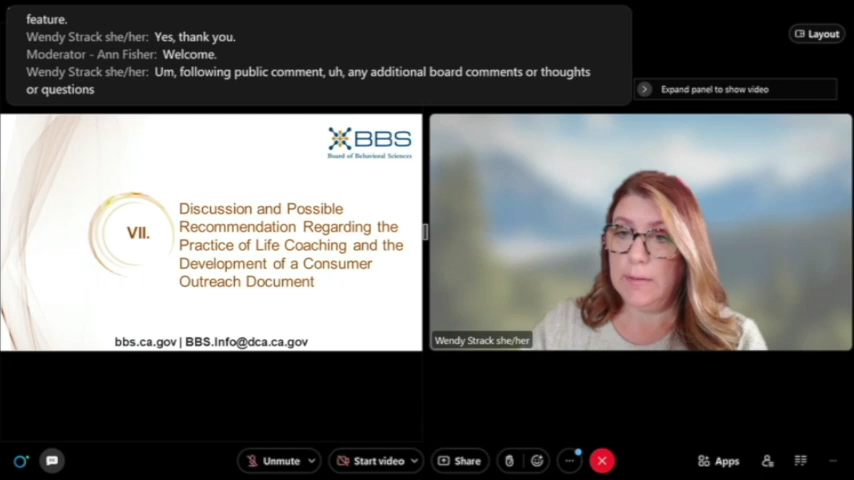 feature.
Wendy Strack she/her: Yes, thank you.
Moderator - Ann Fisher: Welcome.
Wendy Strack she/her: Um, following public comment, uh, any additional board comments or thoughts
or questions
Layout
Expand panel to show video
BBS
Board of Behavioral Sciences
VII.
Discussion and Possible
Recommendation Regarding the
Practice of Life Coaching and the
Development of a Consumer
Outreach Document
bbs.ca.gov | BBS.Info@dca.ca.gov
Wendy Strack she/her
Unmute
Start video
Share
Apps